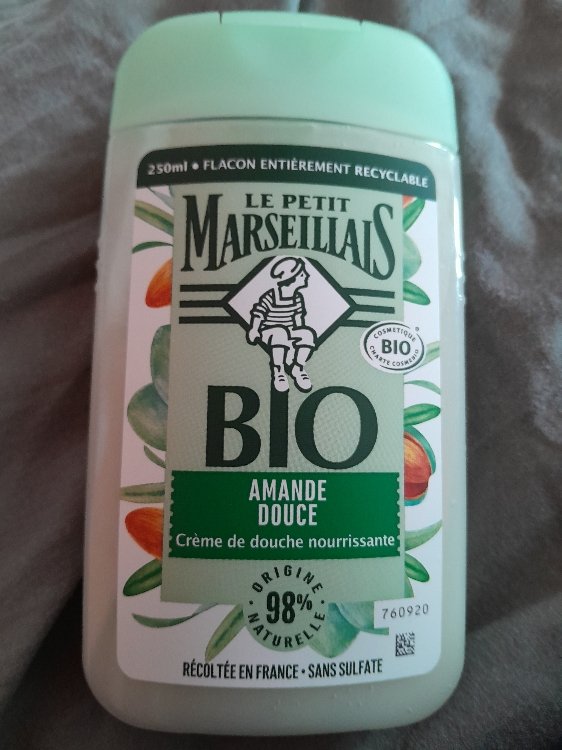 250ml • FLACON ENTIÈREMENT RECYCLABLE
LE PETIT
MARSEILLAIS
COSMETIQUE
BIO
CHARTE COSMEBIO
BIO
AMANDE
DOUCE
Crème de douche nourrissante
ORIGINE
98%
NATURELLE
760920
RÉCOLTÉE EN FRANCE • SANS SULFATE